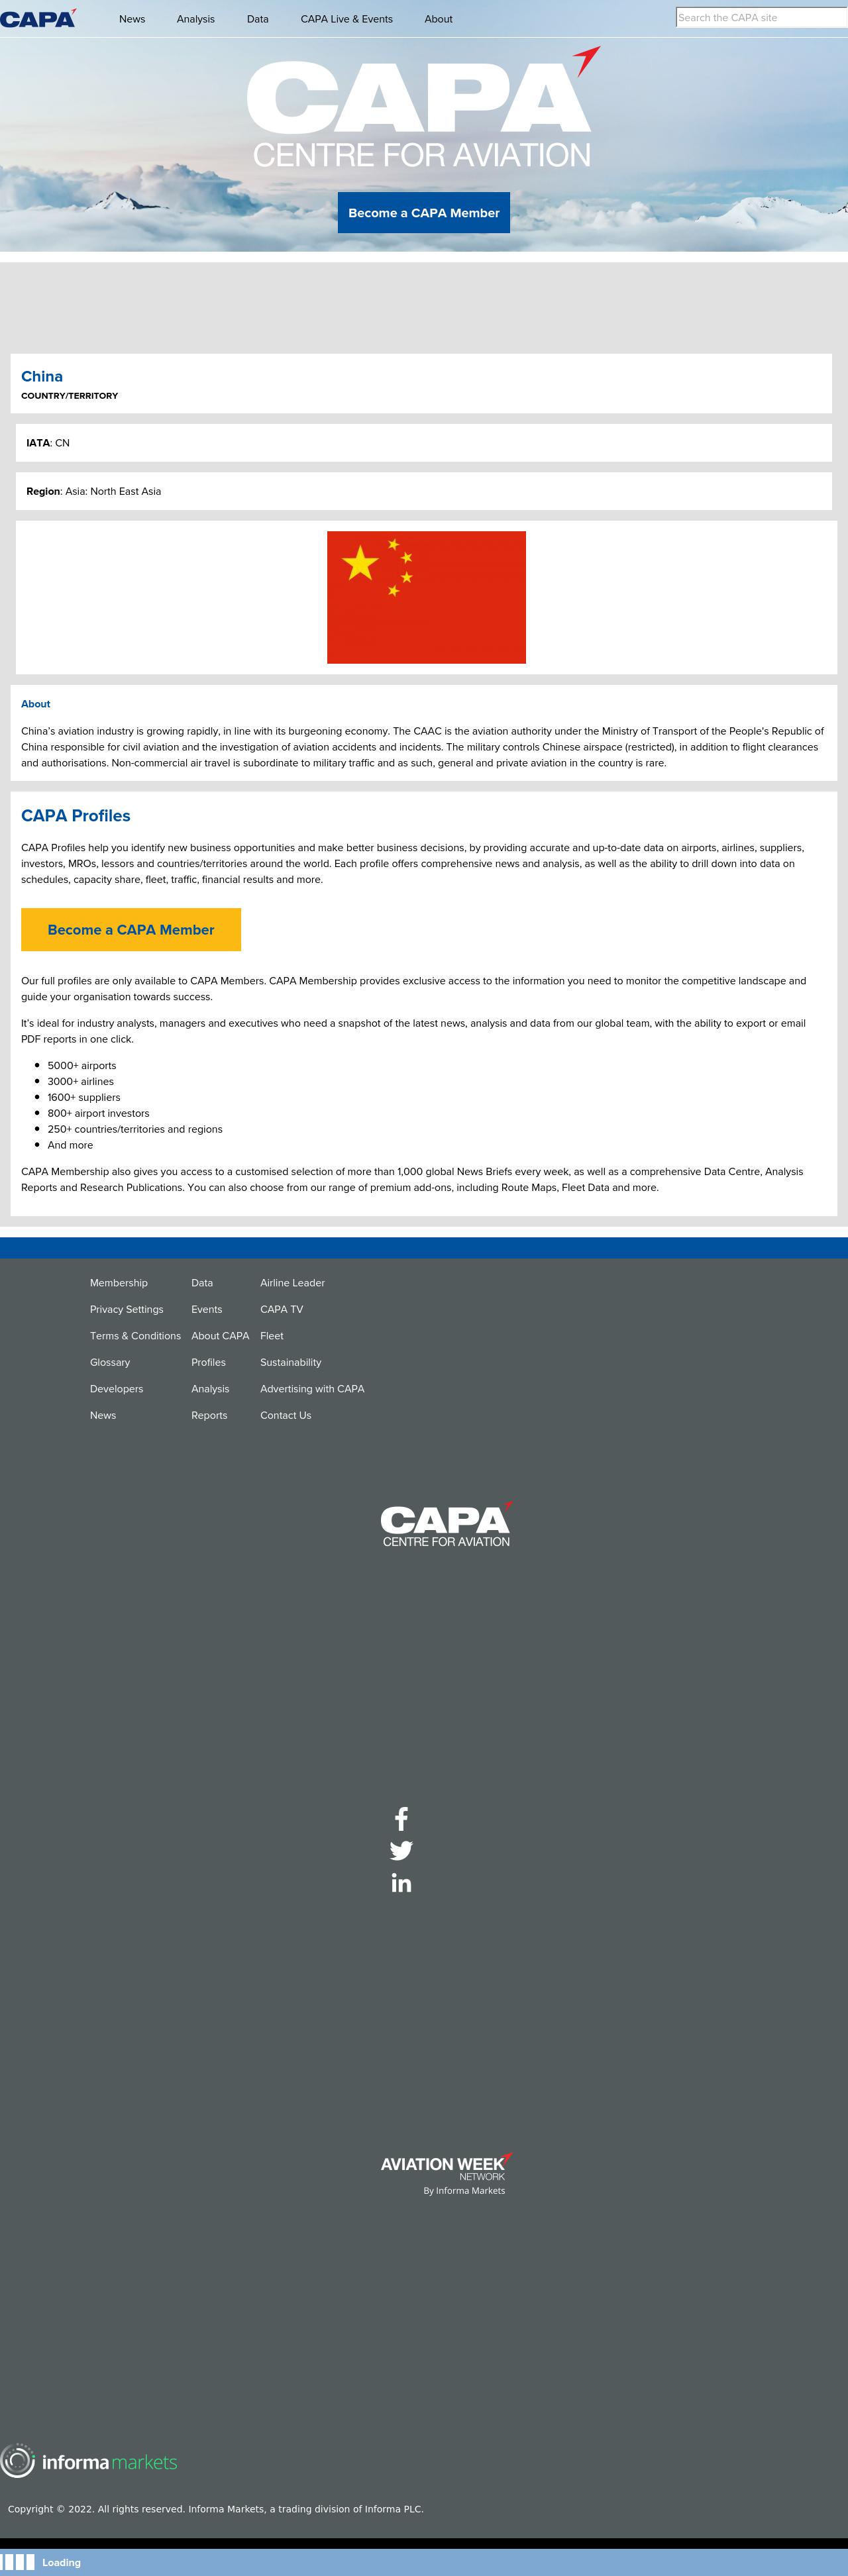 CAPA
News
Analysis
Data
CAPA Live & Events
About
Search the CAPA site
CAPA
CENTRE FOR AVIATION
Become a CAPA Member
China
COUNTRY/TERRITORY
IATA: CN
Region: Asia: North East Asia
About
China's aviation industry is growing rapidly, in line with its burgeoning economy. The CAAC is the aviation authority under the Ministry of Transport of the People's Republic of
China responsible for civil aviation and the investigation of aviation accidents and incidents. The military controls Chinese airspace (restricted), in addition to flight clearances
and authorisations. Non-commercial air travel is subordinate to military traffic and as such, general and private aviation in the country is rare.
CAPA Profiles
CAPA Profiles help you identify new business opportunities and make better business decisions, by providing accurate and up-to-date data on airports, airlines, suppliers,
investors, MROs, lessors and countries/territories around the world. Each profile offers comprehensive news and analysis, as well as the ability to drill down into data on
schedules, capacity share, fleet, traffic, financial results and more.
Become a CAPA Member
Our full profiles are only available to CAPA Members. CAPA Membership provides exclusive access to the information you need to monitor the competitive landscape and
guide your organisation towards success.
It's ideal for industry analysts, managers and executives who need a snapshot of the latest news, analysis and data from our global team, with the ability to export or email
PDF reports in one click.
5000+ airports
3000+ airlines
1600+ suppliers
800+ airport investors
250+ countries/territories and regions
And more
CAPA Membership also gives you access to a customised selection of more than 1,000 global News Briefs every week, as well as a comprehensive Data Centre, Analysis
Reports and Research Publications. You can also choose from our range of premium add-ons, including Route Maps, Fleet Data and more.
Membership Data Airline Leader
Privacy Settings Events CAPA TV
Terms & Conditions About CAPA Fleet
Glossary Profiles Sustainability
Developers Analysis Advertising with CAPA
News Reports Contact Us
CAPA
CENTRE FOR AVIATION
AVIATION WEEK
NETWORK
By Informa Markets
informa markets
Copyright © 2022. All rights reserved. Informa Markets, a trading division of Informa PLC.
Loading